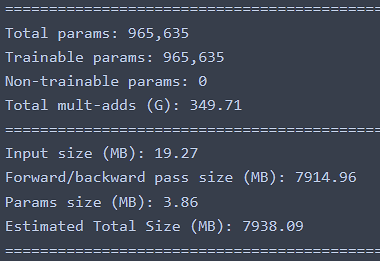 ================================================
Total params: 965,635
Trainable params: 965,635
Non-trainable params: 0
Total mult-adds (G): 349.71
================================================
Input size (MB): 19.27
Forward/backward pass size (MB): 7914.96
Params size (MB): 3.86
Estimated Total Size (MB): 7938.09
================================================